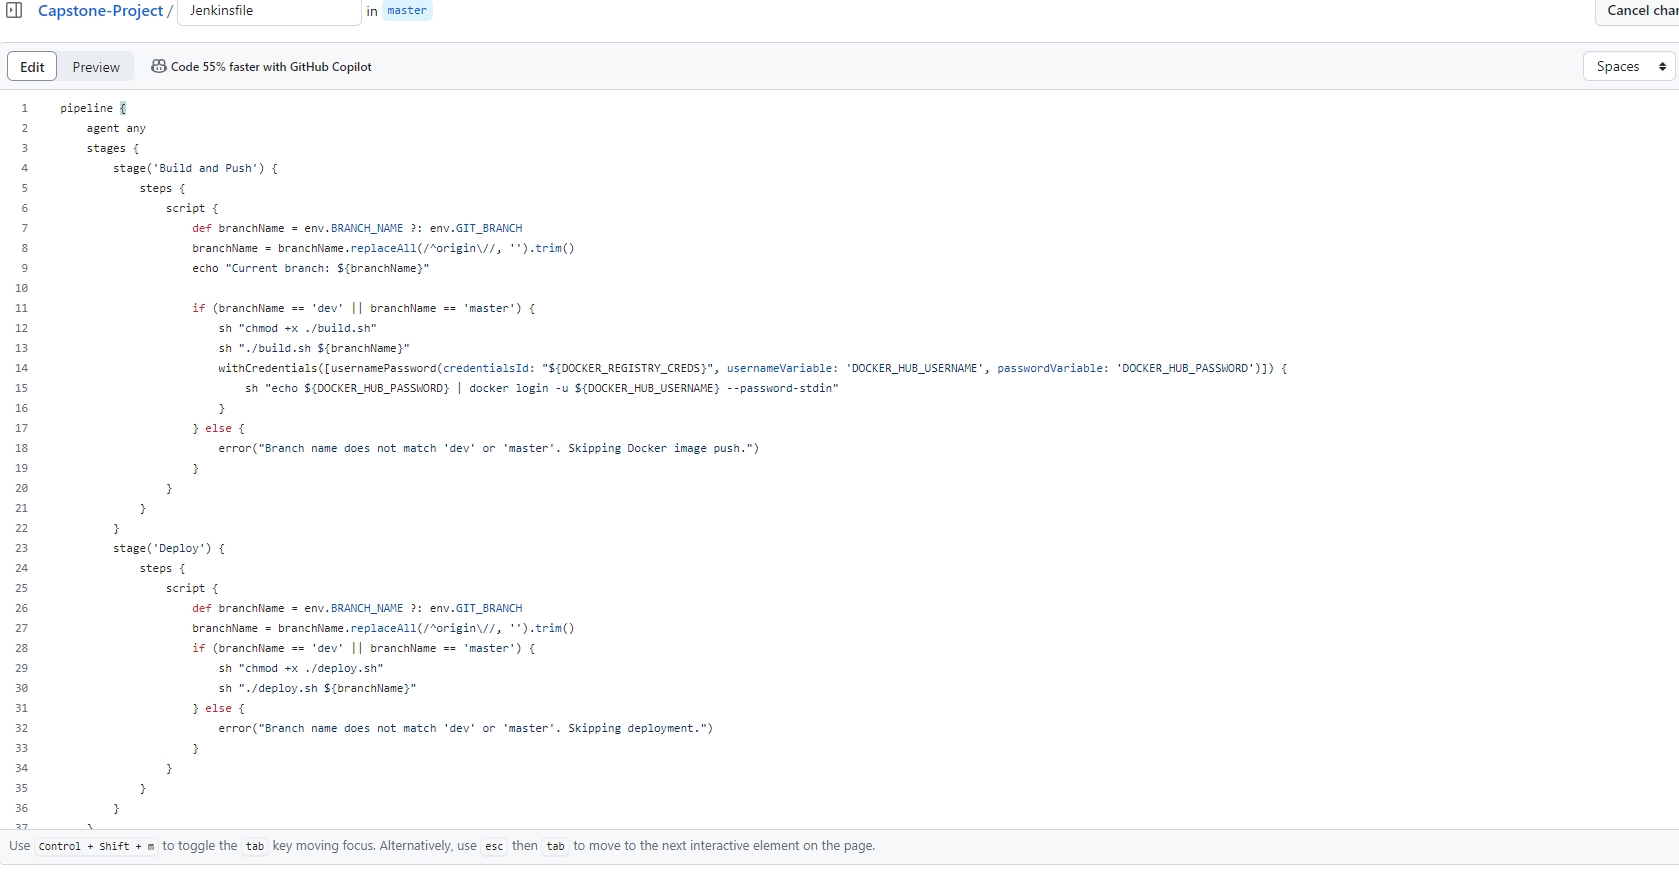 Capstone-Project / Jenkinsfile in master Cancel
Edit Preview Code 55% faster with GitHub Copilot Spaces
1 pipeline {
2 agent any
3 stages {
4 stage('Build and Push') {
5 steps {
6 script {
7 def branchName = env.BRANCH_NAME ?: env.GIT_BRANCH
8 branchName = branchName.replaceAll(/^origin\//, '').trim()
9 echo "Current branch: ${branchName}"
10
11 if (branchName == 'dev' || branchName == 'master') {
12 sh "chmod +x ./build.sh"
13 sh "./build.sh ${branchName}"
14 withCredentials([usernamePassword(credentialsId: "${DOCKER_REGISTRY_CREDS}", usernameVariable: 'DOCKER_HUB_USERNAME', passwordVariable: 'DOCKER_HUB_PASSWORD')]) {
15 sh "echo ${DOCKER_HUB_PASSWORD} | docker login -u ${DOCKER_HUB_USERNAME} --password-stdin"
16 }
17 } else {
18 error("Branch name does not match 'dev' or 'master'. Skipping Docker image push.")
19 }
20 }
21 }
22 }
23 stage('Deploy') {
24 steps {
25 script {
26 def branchName = env.BRANCH_NAME ?: env.GIT_BRANCH
27 branchName = branchName.replaceAll(/^origin\//, '').trim()
28 if (branchName == 'dev' || branchName == 'master') {
29 sh "chmod +x ./deploy.sh"
30 sh "./deploy.sh ${branchName}"
31 } else {
32 error("Branch name does not match 'dev' or 'master'. Skipping deployment.")
33 }
34 }
35 }
36 }
37 }
Use Control + Shift + m to toggle the tab key moving focus. Alternatively, use esc then tab to move to the next interactive element on the page.